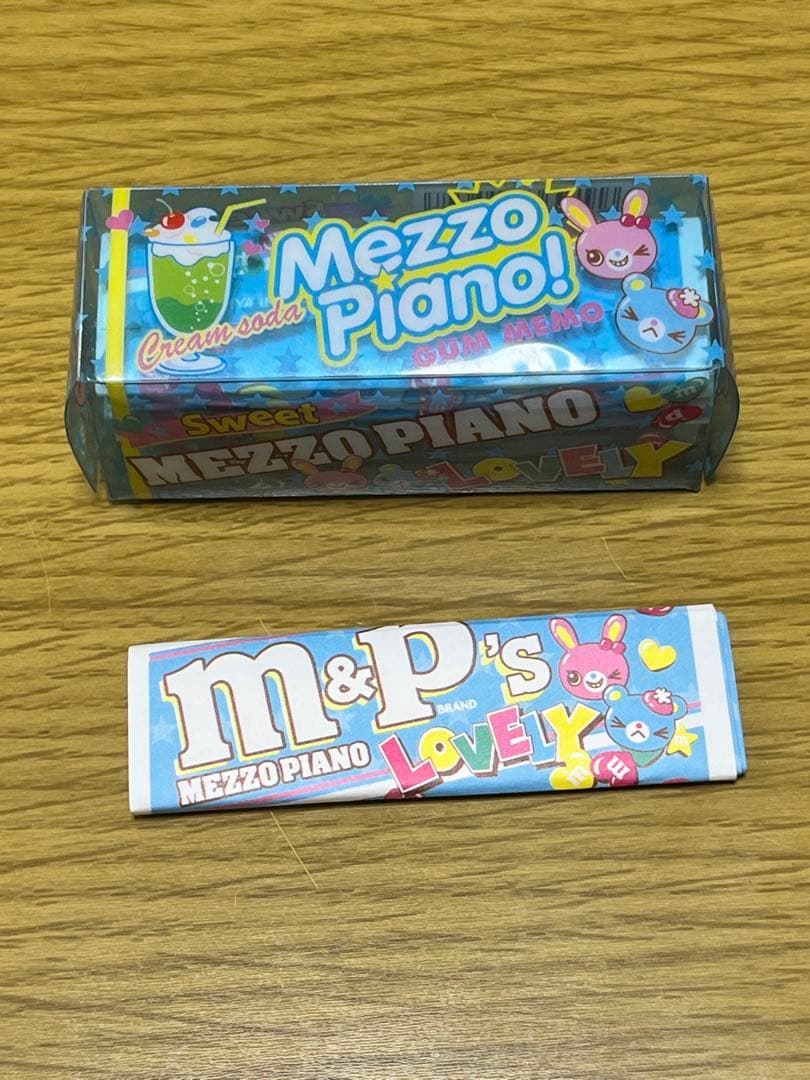 Mezzo
Piano!
Cream soda
GUM MEMO
Sweet
MEZZO PIANO
LOVELY
m&P's
BRAND
MEZZO PIANO
LOVELY
m
m